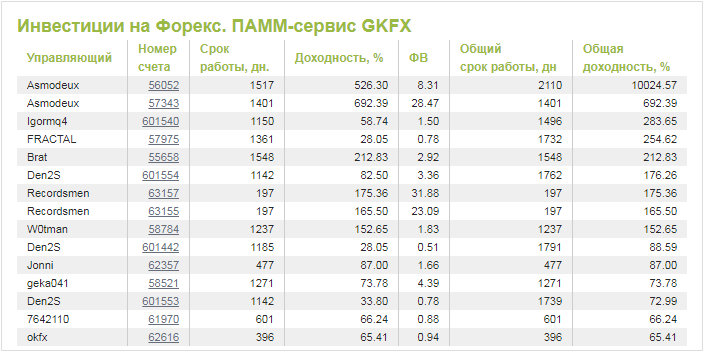 Инвестиции на Форекс. ПАММ-сервис GKFX
Управляющий Номер счета Срок работы, дн. Доходность, % ФВ Общий срок работы, дн Общая доходность, %
Asmodeux 56052 1517 526.30 8.31 2110 10024.57
Asmodeux 57343 1401 692.39 28.47 1401 692.39
Igormq4 601540 1150 58.74 1.50 1496 283.65
FRACTAL 57975 1361 28.05 0.78 1732 254.62
Brat 55658 1548 212.83 2.92 1548 212.83
Den2S 601554 1142 82.50 3.36 1762 176.26
Recordsmen 63157 197 175.36 31.88 197 175.36
Recordsmen 63155 197 165.50 23.09 197 165.50
W0tman 58784 1237 152.65 1.83 1237 152.65
Den2S 601442 1185 28.05 0.51 1791 88.59
Jonni 62357 477 87.00 1.66 477 87.00
geka041 58521 1271 73.78 4.39 1271 73.78
Den2S 601553 1142 33.80 0.78 1739 72.99
7642110 61970 601 66.24 0.88 601 66.24
okfx 62616 396 65.41 0.94 396 65.41